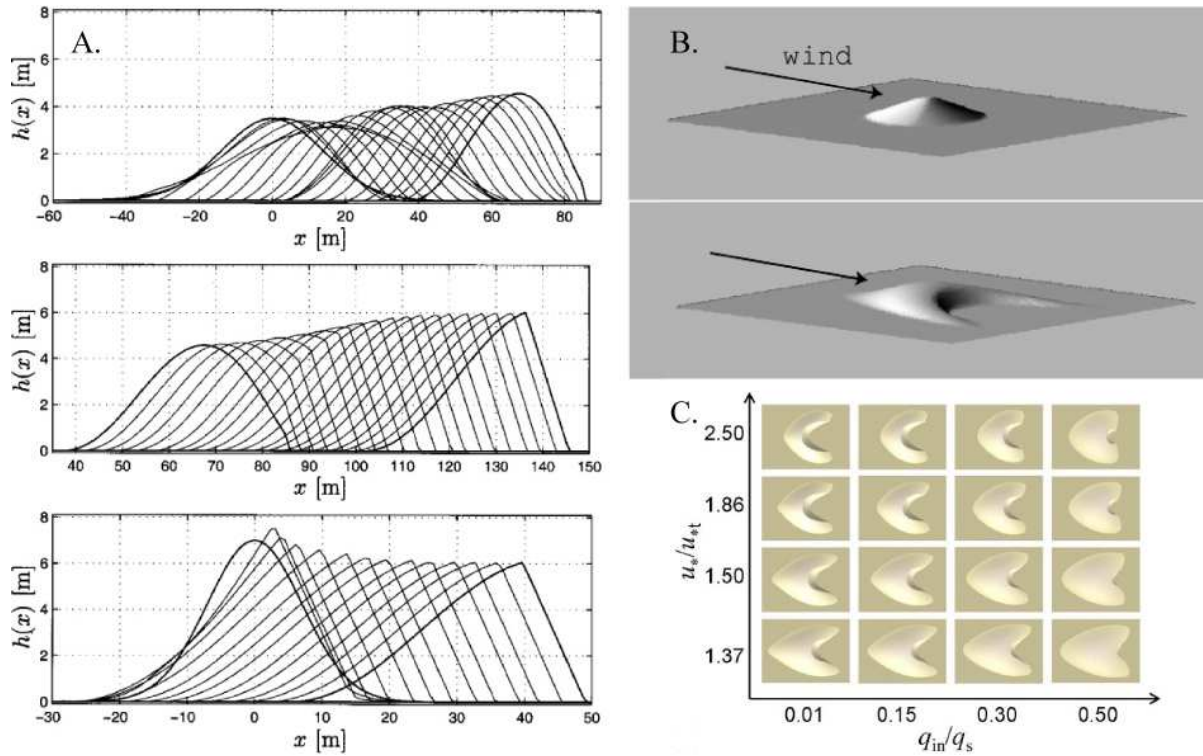 A.
h(x) [m]
8
6
4
2
0
−60 −40 −20 0 20 40 60 80
x [m]
h(x) [m]
8
6
4
2
0
40 50 60 70 80 90 100 110 120 130 140 150
x [m]
h(x) [m]
8
6
4
2
0
−30 −20 −10 0 10 20 30 40 50
x [m]
B.
wind
C.
u*/u*t
2.50
1.86
1.50
1.37
0.01 0.15 0.30 0.50
qin/qs